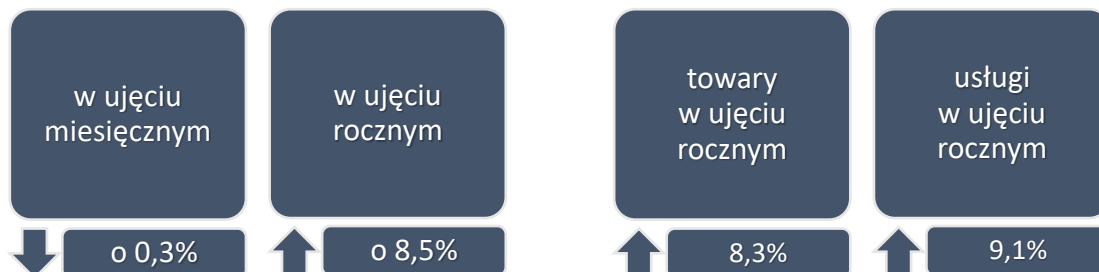 w ujęciu
miesięcznym
o 0,3%
w ujęciu
rocznym
o 8,5%
towary
w ujęciu
rocznym
8,3%
usługi
w ujęciu
rocznym
9,1%